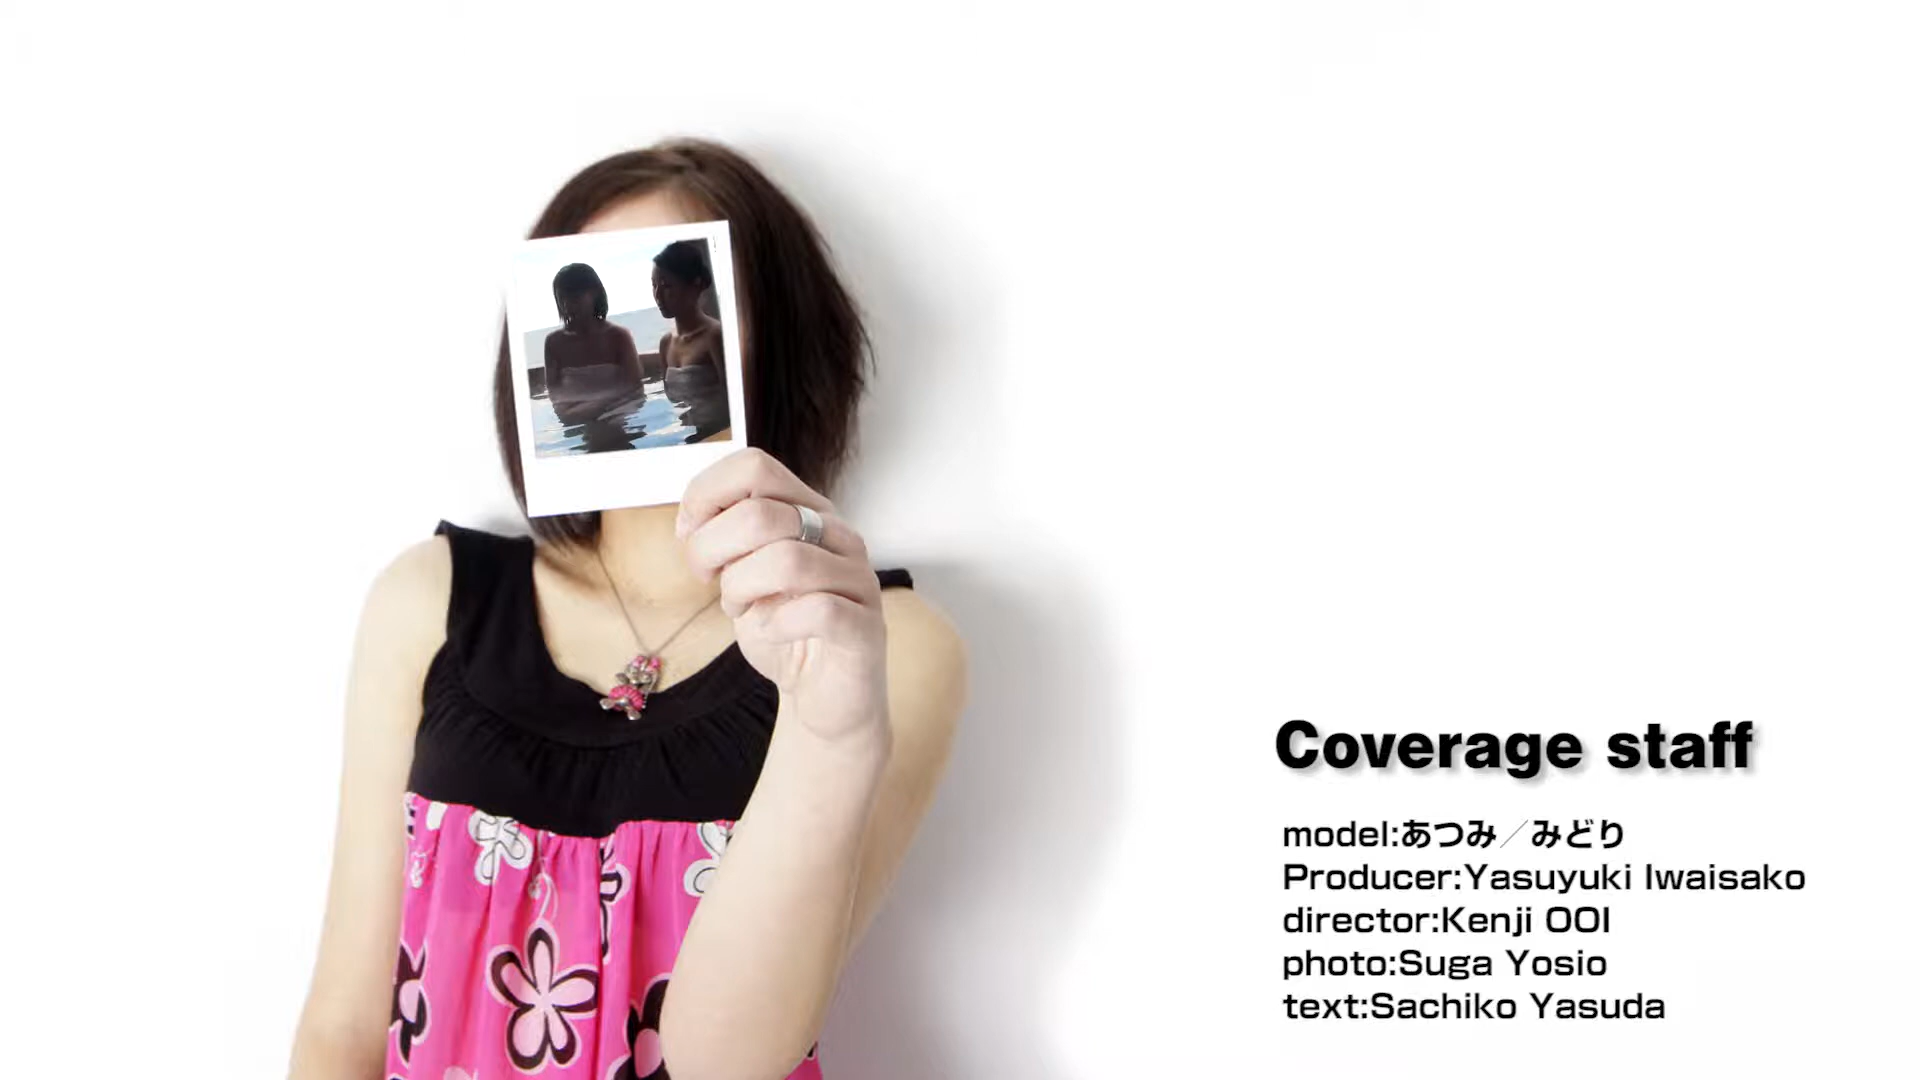 Coverage staff
model:あつみ／みどり
Producer:Yasuyuki Iwaisako
director:Kenji OOI
photo:Suga Yosio
text:Sachiko Yasuda